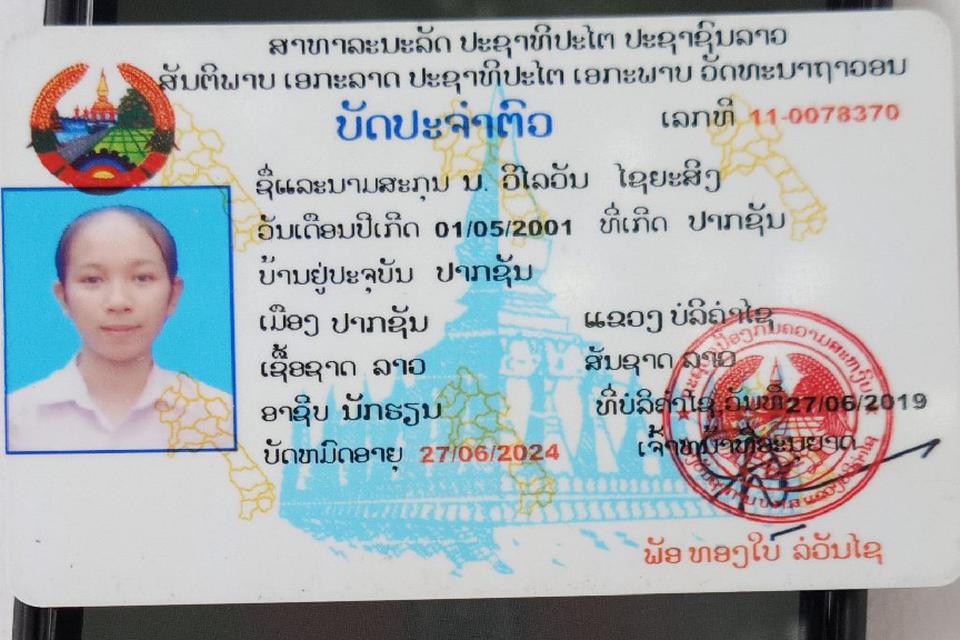 ສາທາລະນະລັດ ປະຊາທິປະໄຕ ປະຊາຊົນລາວ
ສັນຕິພາບ ເອກະລາດ ປະຊາທິປະໄຕ ເອກະພາບ ວັດທະນາຖາວອນ
ບັດປະຈຳຕົວ ເລກທີ 11-0078370
ຊື່ແລະນາມສະກຸນ ນ. ວິໄລວັນ ໄຊຍະສິງ
ວັນເດືອນປີເກີດ 01/05/2001 ທີ່ເກີດ ປາກຊັນ
ບ້ານຢູ່ປະຈຸບັນ ປາກຊັນ
ເມືອງ ປາກຊັນ ແຂວງ ບໍລິຄຳໄຊ
ເຊື້ອຊາດ ລາວ ສັນຊາດ ລາວ
ອາຊີບ ນັກຮຽນ ທີ່ບໍລິຄຳໄຊ, ວັນທີ 27/06/2019
ບັດຫມົດອາຍຸ 27/06/2024 ເຈົ້າຫນ້າທີ່ອະນຸຍາດ
ພັອ ທອງໃບ ລໍວັນໄຊ